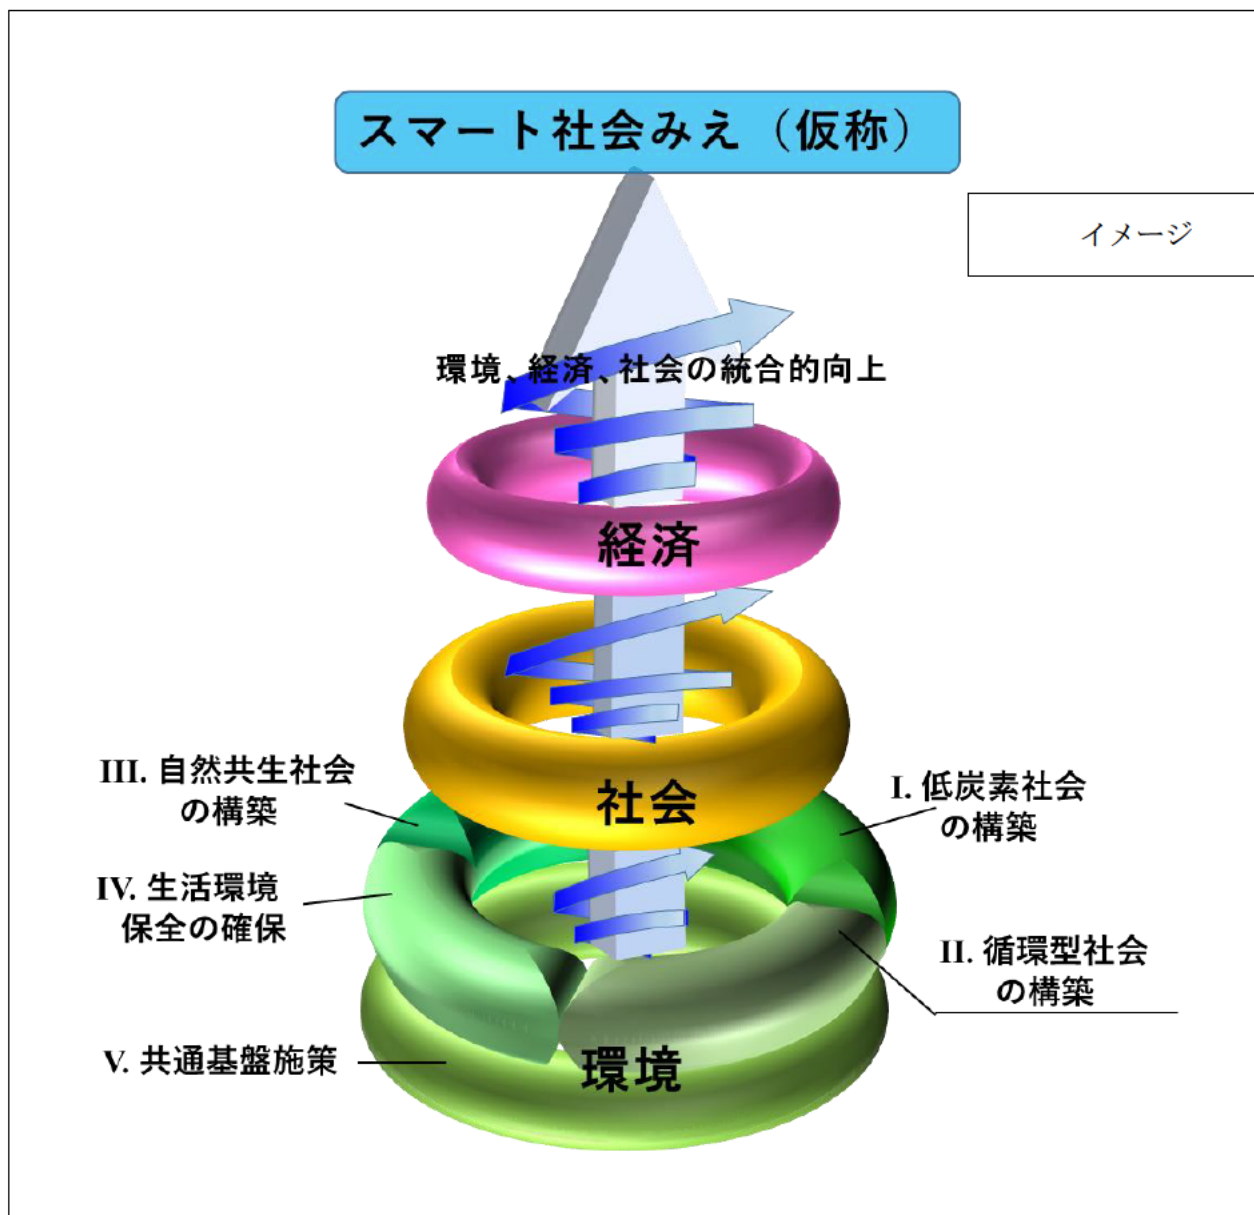 スマート社会みえ（仮称）
イメージ
環境、経済、社会の統合的向上
経済
社会
III. 自然共生社会
の構築
I. 低炭素社会
の構築
IV. 生活環境
保全の確保
II. 循環型社会
の構築
V. 共通基盤施策
環境